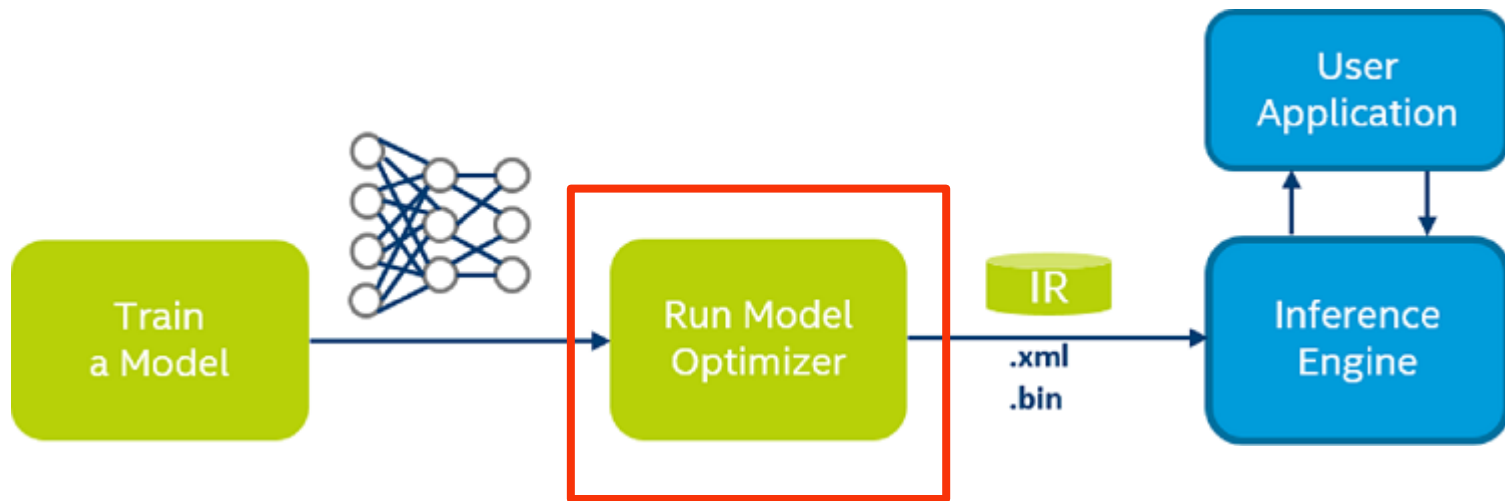 Train
a Model
Run Model
Optimizer
IR
.xml
.bin
User
Application
Inference
Engine